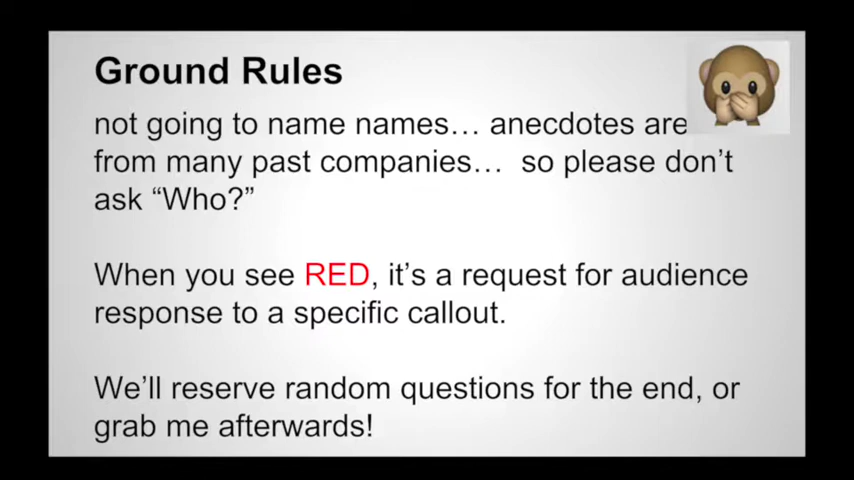 Ground Rules
not going to name names… anecdotes are
from many past companies… so please don’t
ask “Who?”
When you see RED, it’s a request for audience
response to a specific callout.
We’ll reserve random questions for the end, or
grab me afterwards!